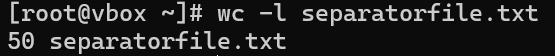 [root@vbox ~]# wc -l separatorfile.txt
50 separatorfile.txt